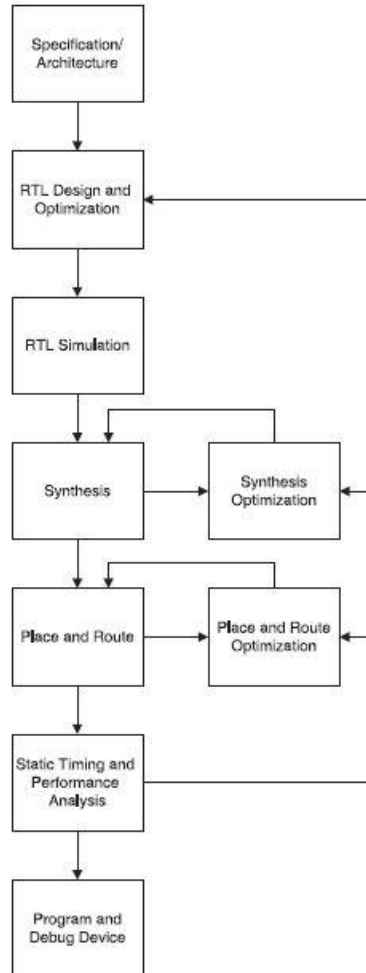 Specification/
Architecture
RTL Design and
Optimization
RTL Simulation
Synthesis
Synthesis
Optimization
Place and Route
Place and Route
Optimization
Static Timing and
Performance
Analysis
Program and
Debug Device